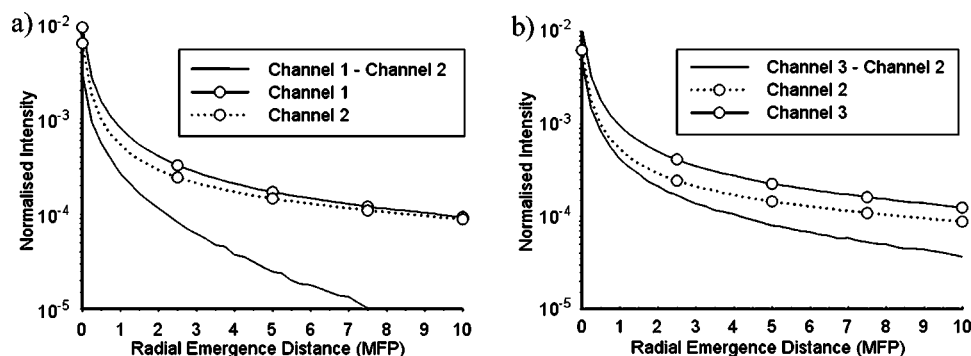 a)
Normalised Intensity
10-2
10-3
10-4
10-5
Channel 1 - Channel 2
Channel 1
Channel 2
0 1 2 3 4 5 6 7 8 9 10
Radial Emergence Distance (MFP)
b)
Normalised Intensity
10-2
10-3
10-4
10-5
Channel 3 - Channel 2
Channel 2
Channel 3
0 1 2 3 4 5 6 7 8 9 10
Radial Emergence Distance (MFP)